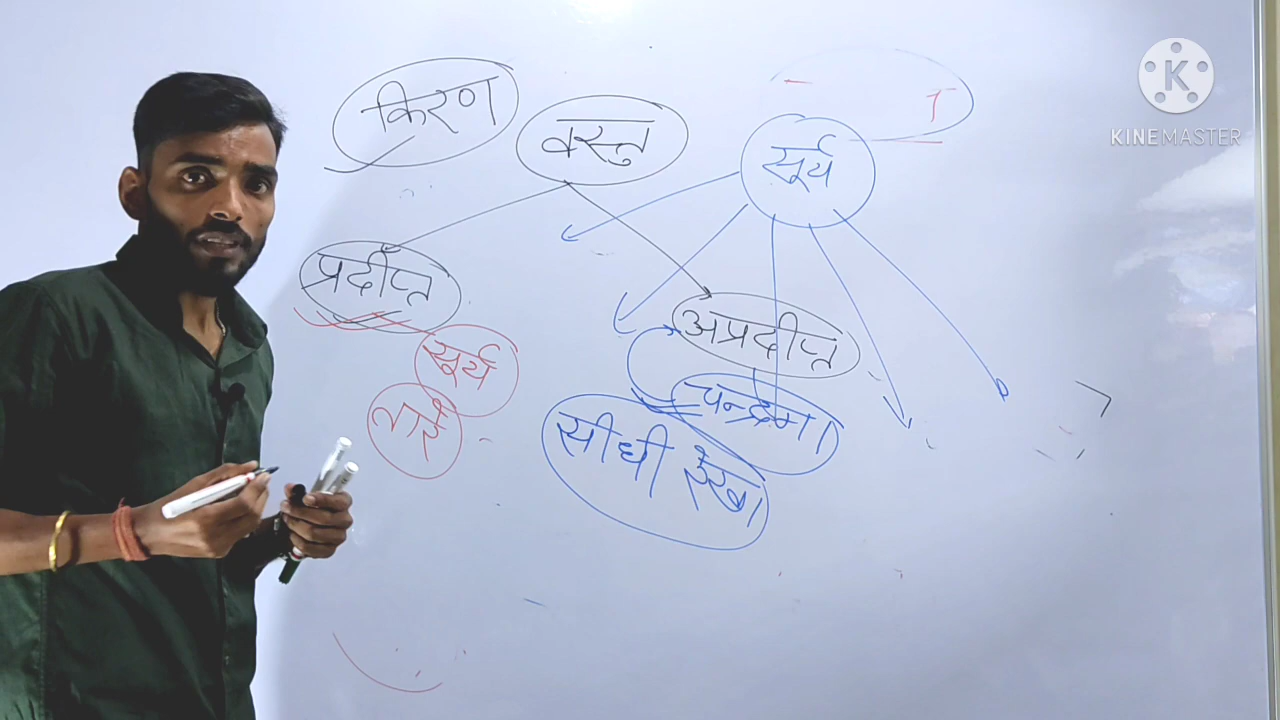 किरण
वस्तु
सूर्य
K
KINEMASTER
प्रदीप्त
अप्रदीप्त
सूर्य
तारे
चन्द्रमा
सीधी रेखा